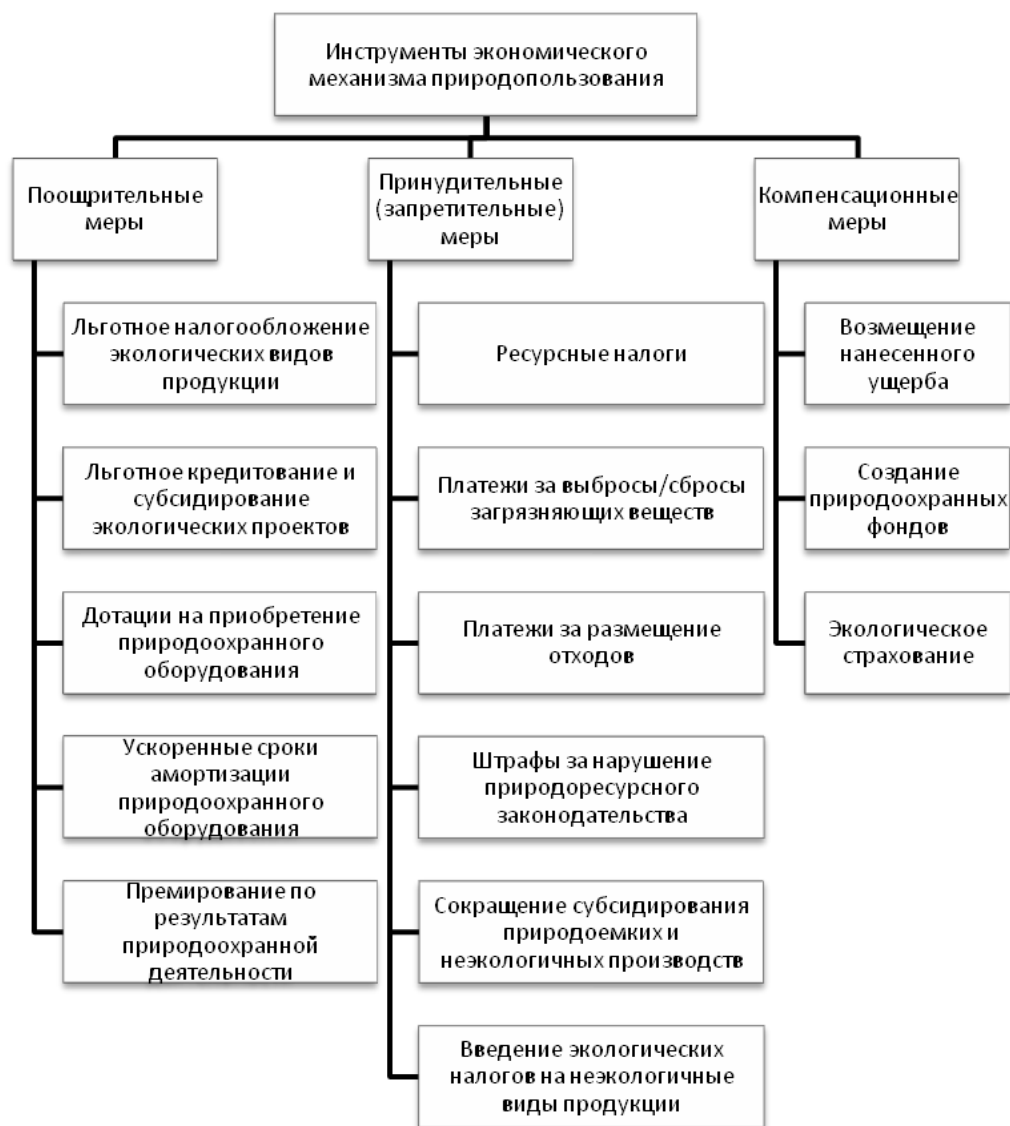 Инструменты экономического
механизма природопользования
Поощрительные
меры
Принудительные
(запретительные)
меры
Компенсационные
меры
Льготное налогообложение
экологических видов
продукции
Льготное кредитование и
субсидирование
экологических проектов
Дотации на приобретение
природоохранного
оборудования
Ускоренные сроки
амортизации
природоохранного
оборудования
Премирование по
результатам
природоохранной
деятельности
Ресурсные налоги
Платежи за выбросы/сбросы
загрязняющих веществ
Платежи за размещение
отходов
Штрафы за нарушение
природоресурсного
законодательства
Сокращение субсидирования
природоемких и
неэкологичных производств
Введение экологических
налогов на неэкологичные
виды продукции
Возмещение
нанесенного
ущерба
Создание
природоохранных
фондов
Экологическое
страхование